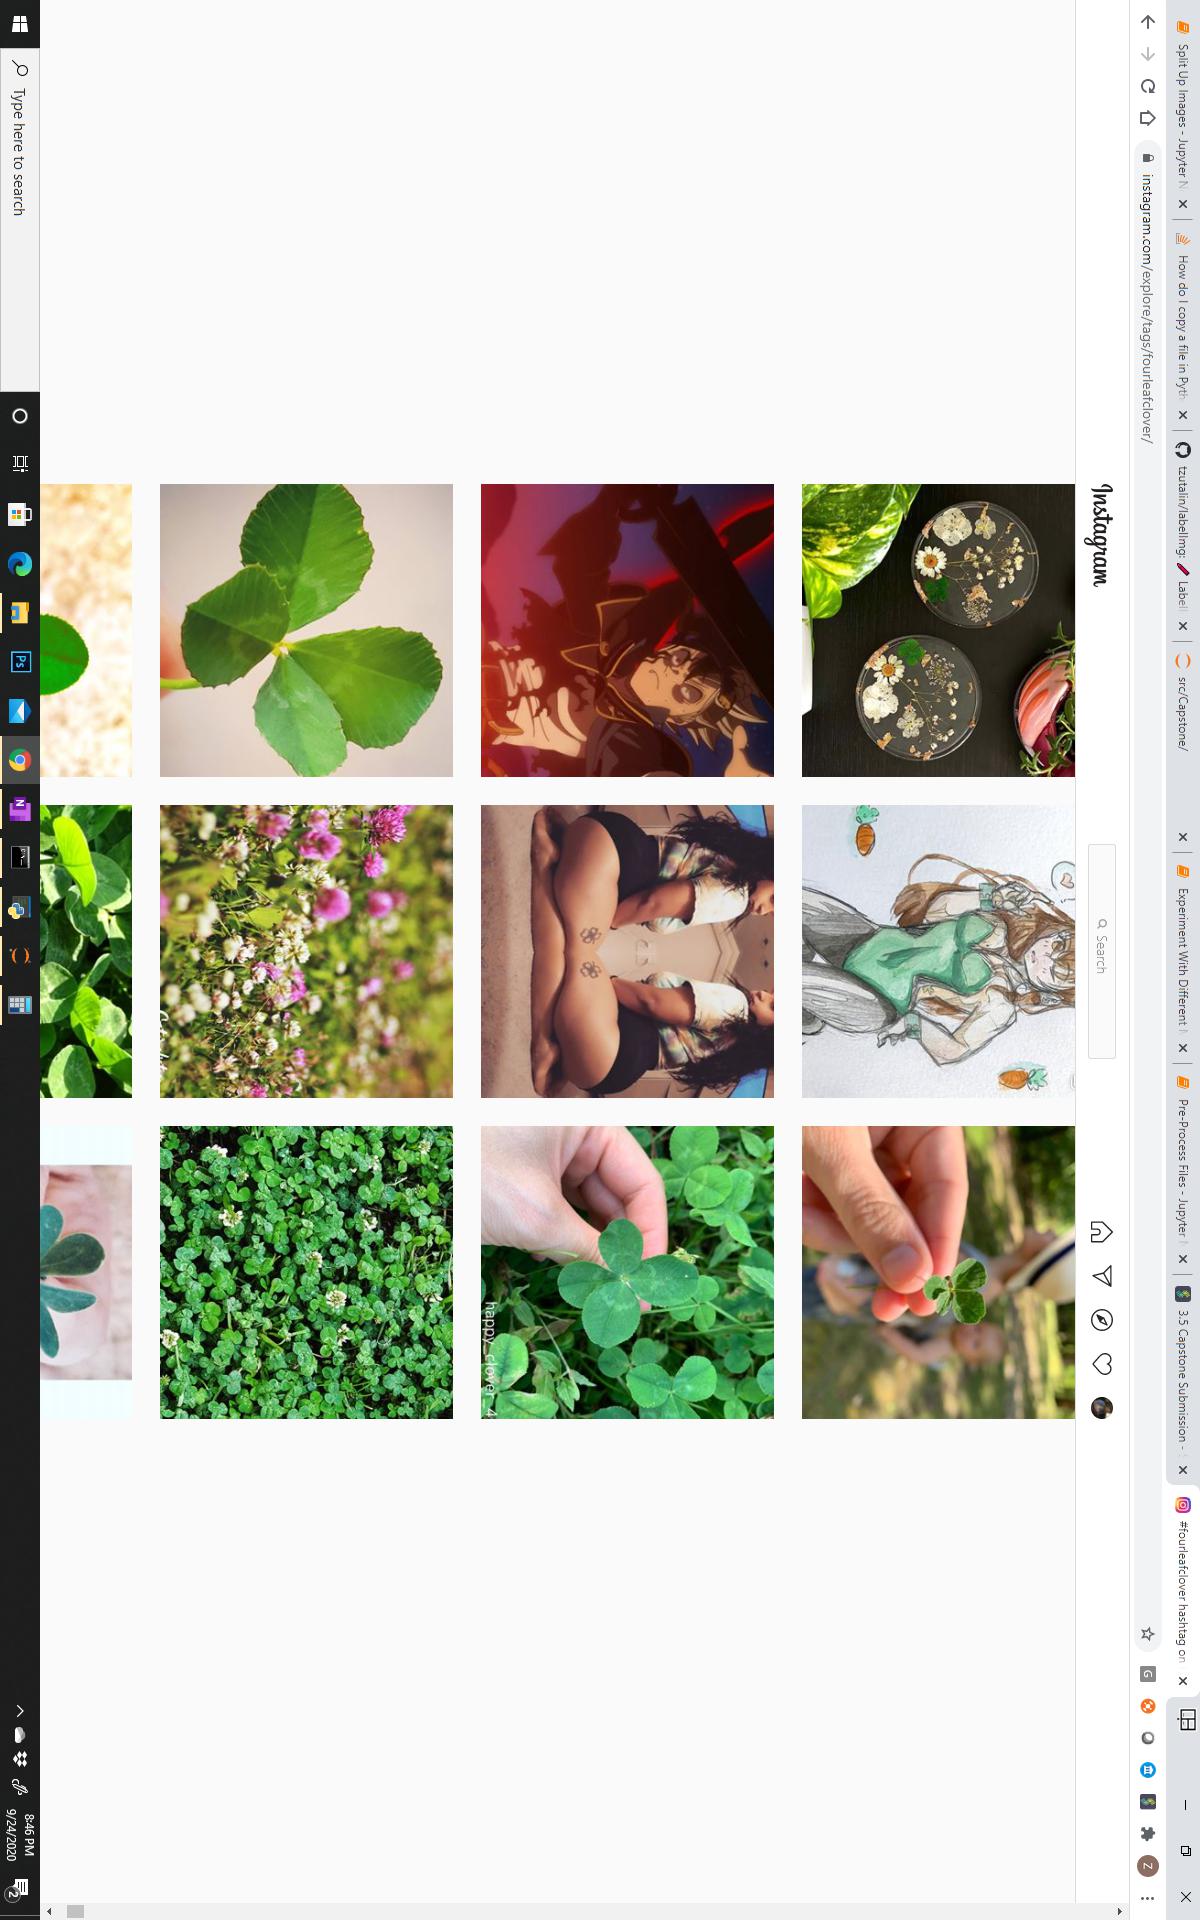 Split Up Images - Jupyter N
How do I copy a file in Pyth
tzutalin/labelImg: Label
src/Capstone/
Experiment With Different
Pre-Process Files - Jupyter
3.5 Capstone Submission -
#fourleafclover hashtag on
instagram.com/explore/tags/fourleafclover/
G
Z
Instagram
Search
happy_clover_4
Type here to search
Ps
N
8:46 PM
9/24/2020
2